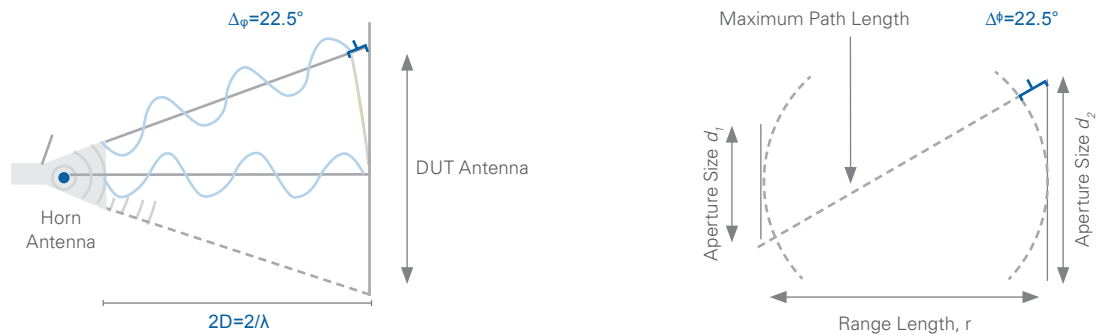 Δφ=22.5°
DUT Antenna
Horn
Antenna
2D=2/λ
Maximum Path Length
Δϕ=22.5°
Aperture Size d₁
Aperture Size d₂
Range Length, r